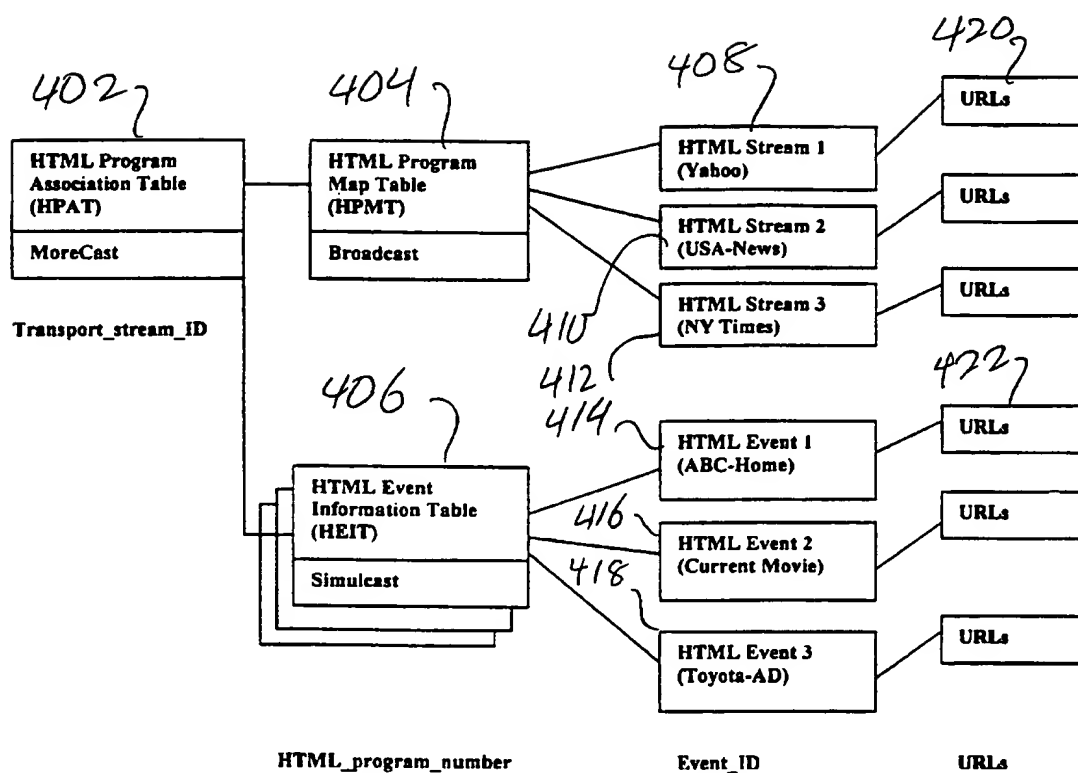 420
402
404
408
URLs
HTML Program
Association Table
(HPAT)
MoreCast
HTML Program
Map Table
(HPMT)
Broadcast
HTML Stream 1
(Yahoo)
URLs
HTML Stream 2
(USA-News)
URLs
HTML Stream 3
(NY Times)
410
412
Transport_stream_ID
406
414
422
HTML Event
Information Table
(HEIT)
Simulcast
HTML Event 1
(ABC-Home)
URLs
416
HTML Event 2
(Current Movie)
URLs
418
HTML Event 3
(Toyota-AD)
URLs
HTML_program_number
Event_ID
URLs